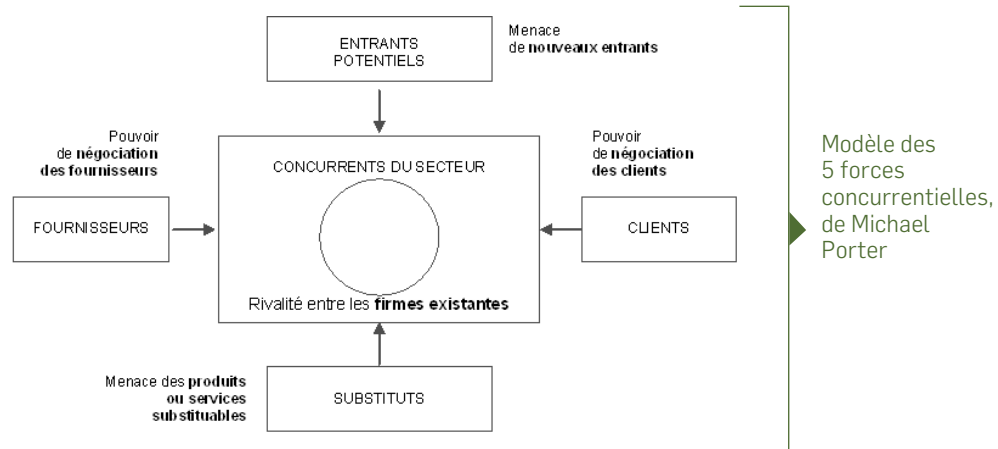 ENTRANTS
POTENTIELS
Menace
de nouveaux entrants
Pouvoir
de négociation
des fournisseurs
Pouvoir
de négociation
des clients
CONCURRENTS DU SECTEUR
FOURNISSEURS
CLIENTS
Rivalité entre les firmes existantes
Menace des produits
ou services
substituables
SUBSTITUTS
Modèle des
5 forces
concurrentielles,
de Michael
Porter